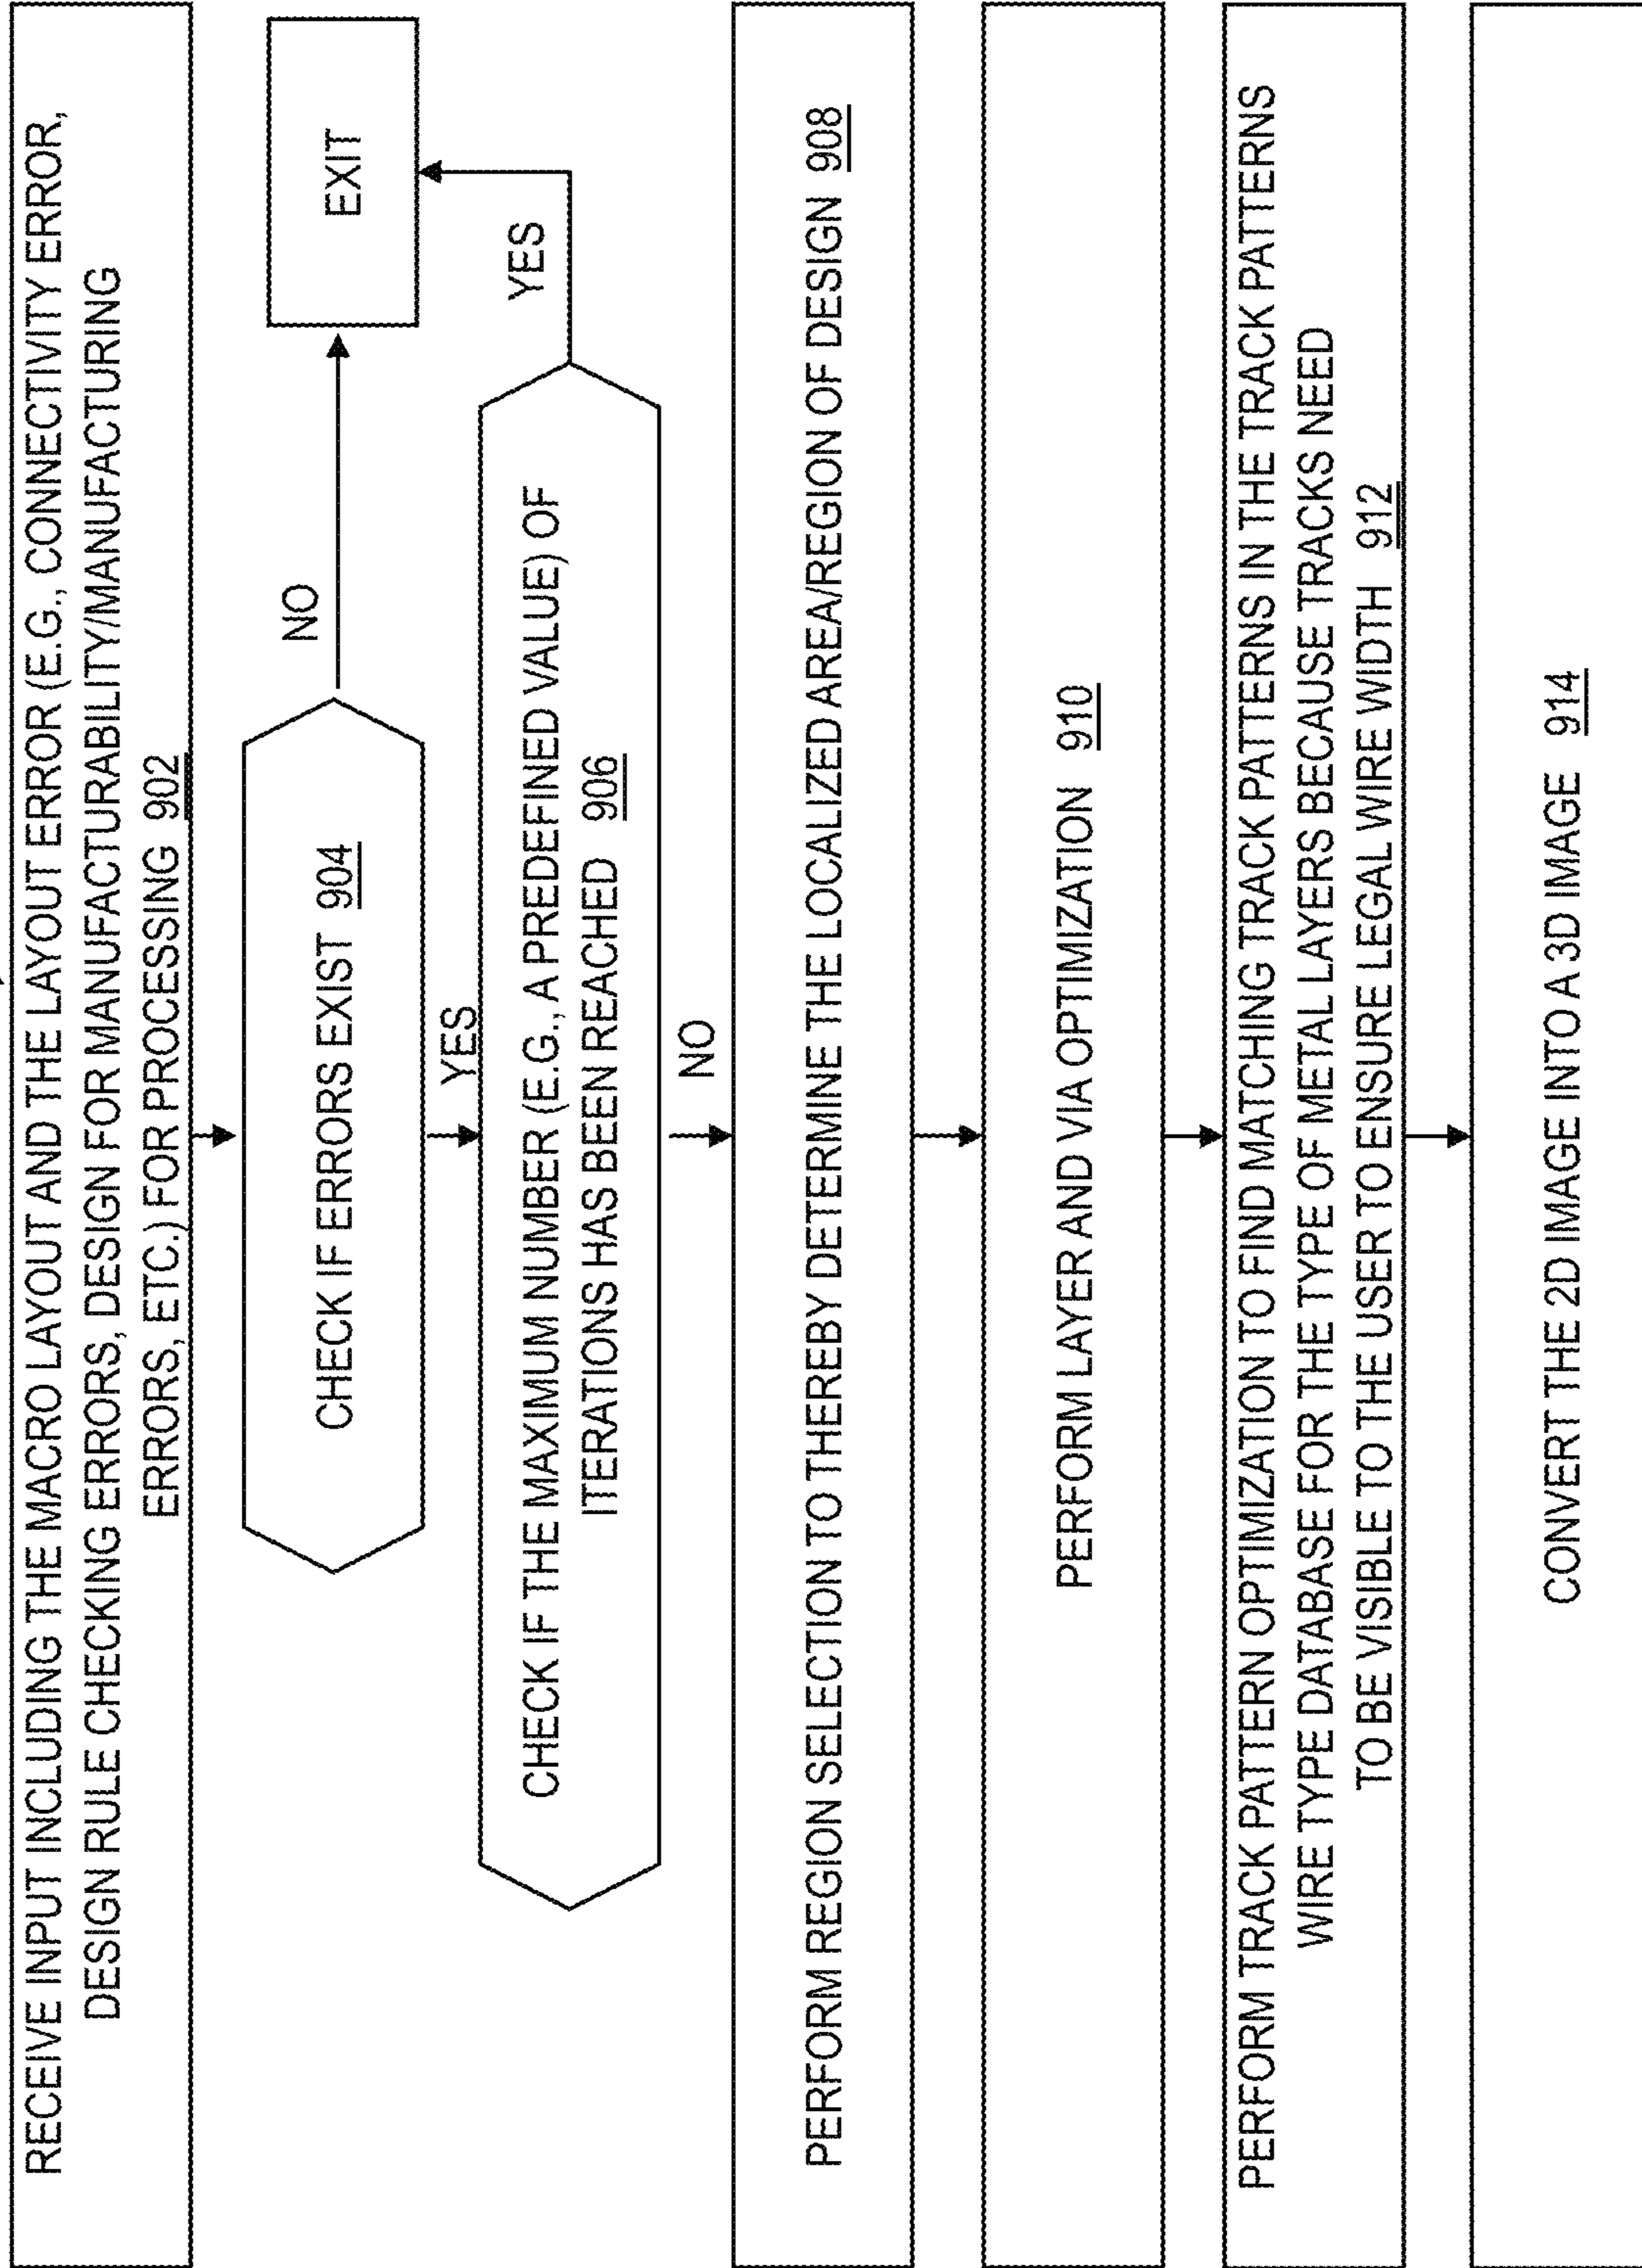 RECEIVE INPUT INCLUDING THE MACRO LAYOUT AND THE LAYOUT ERROR (E.G., CONNECTIVITY ERROR,
DESIGN RULE CHECKING ERRORS, DESIGN FOR MANUFACTURABILITY/MANUFACTURING
ERRORS, ETC.) FOR PROCESSING 902
CHECK IF ERRORS EXIST 904
NO
EXIT
YES
CHECK IF THE MAXIMUM NUMBER (E.G., A PREDEFINED VALUE) OF
ITERATIONS HAS BEEN REACHED 906
YES
NO
PERFORM REGION SELECTION TO THEREBY DETERMINE THE LOCALIZED AREA/REGION OF DESIGN 908
PERFORM LAYER AND VIA OPTIMIZATION 910
PERFORM TRACK PATTERN OPTIMIZATION TO FIND MATCHING TRACK PATTERNS IN THE TRACK PATTERNS
WIRE TYPE DATABASE FOR THE TYPE OF METAL LAYERS BECAUSE TRACKS NEED
TO BE VISIBLE TO THE USER TO ENSURE LEGAL WIRE WIDTH 912
CONVERT THE 2D IMAGE INTO A 3D IMAGE 914